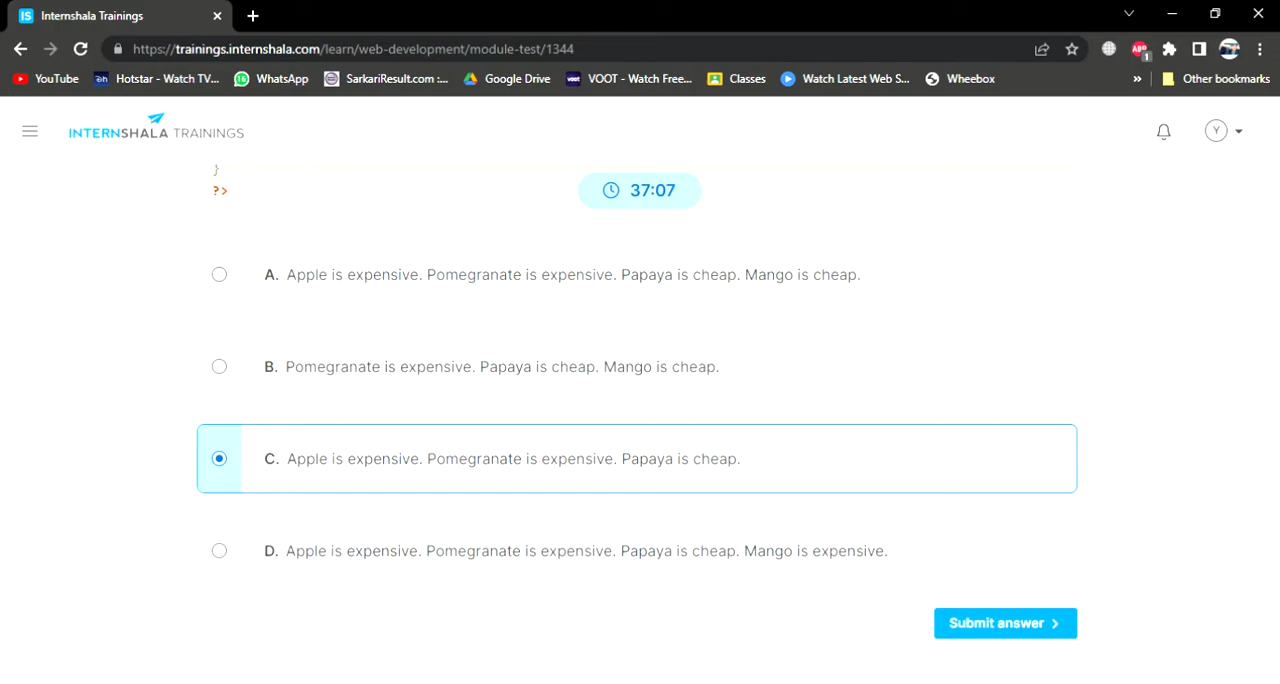 Internshala Trainings
https://trainings.internshala.com/learn/web-development/module-test/1344
YouTube Hotstar - Watch TV... WhatsApp SarkariResult.com :... Google Drive VOOT - Watch Free... Classes Watch Latest Web S... Wheebox » Other bookmarks
INTERNSHALA TRAININGS Y
}
?>
37:07
A. Apple is expensive. Pomegranate is expensive. Papaya is cheap. Mango is cheap.
B. Pomegranate is expensive. Papaya is cheap. Mango is cheap.
C. Apple is expensive. Pomegranate is expensive. Papaya is cheap.
D. Apple is expensive. Pomegranate is expensive. Papaya is cheap. Mango is expensive.
Submit answer